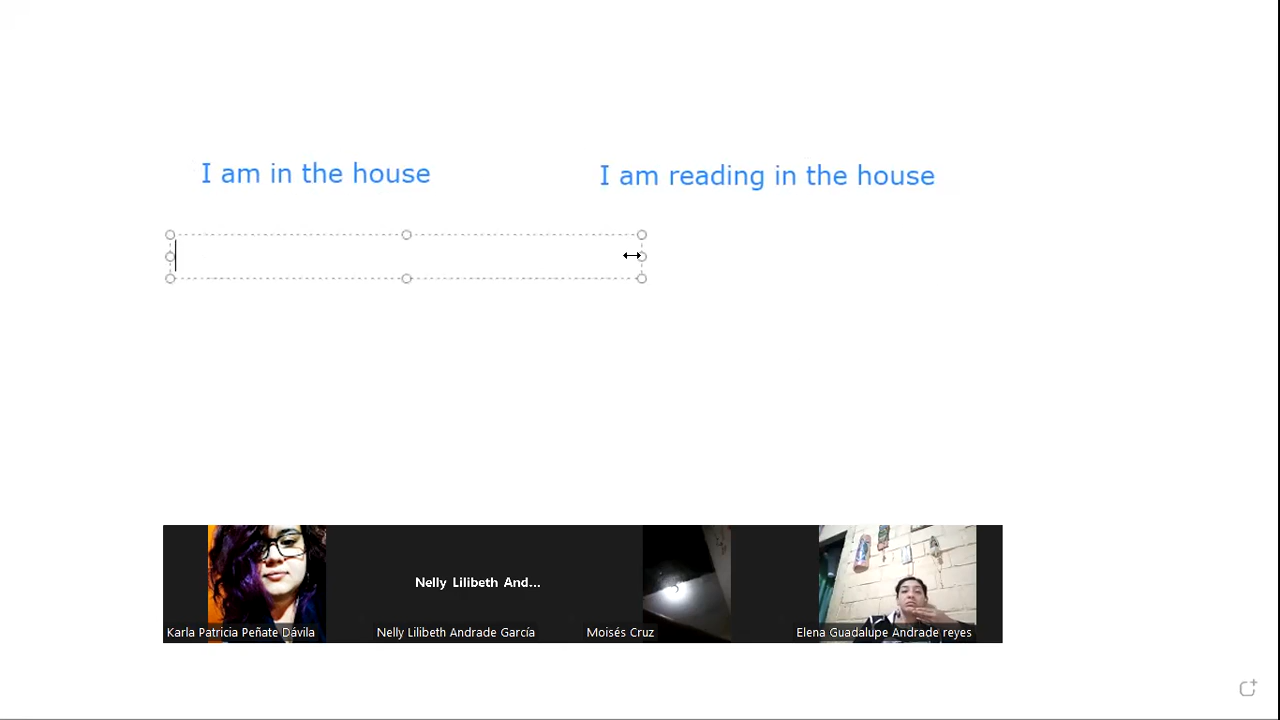 I am in the house
I am reading in the house
Nelly Lilibeth And...
Karla Patricia Peñate Dávila
Nelly Lilibeth Andrade García
Moisés Cruz
Elena Guadalupe Andrade reyes